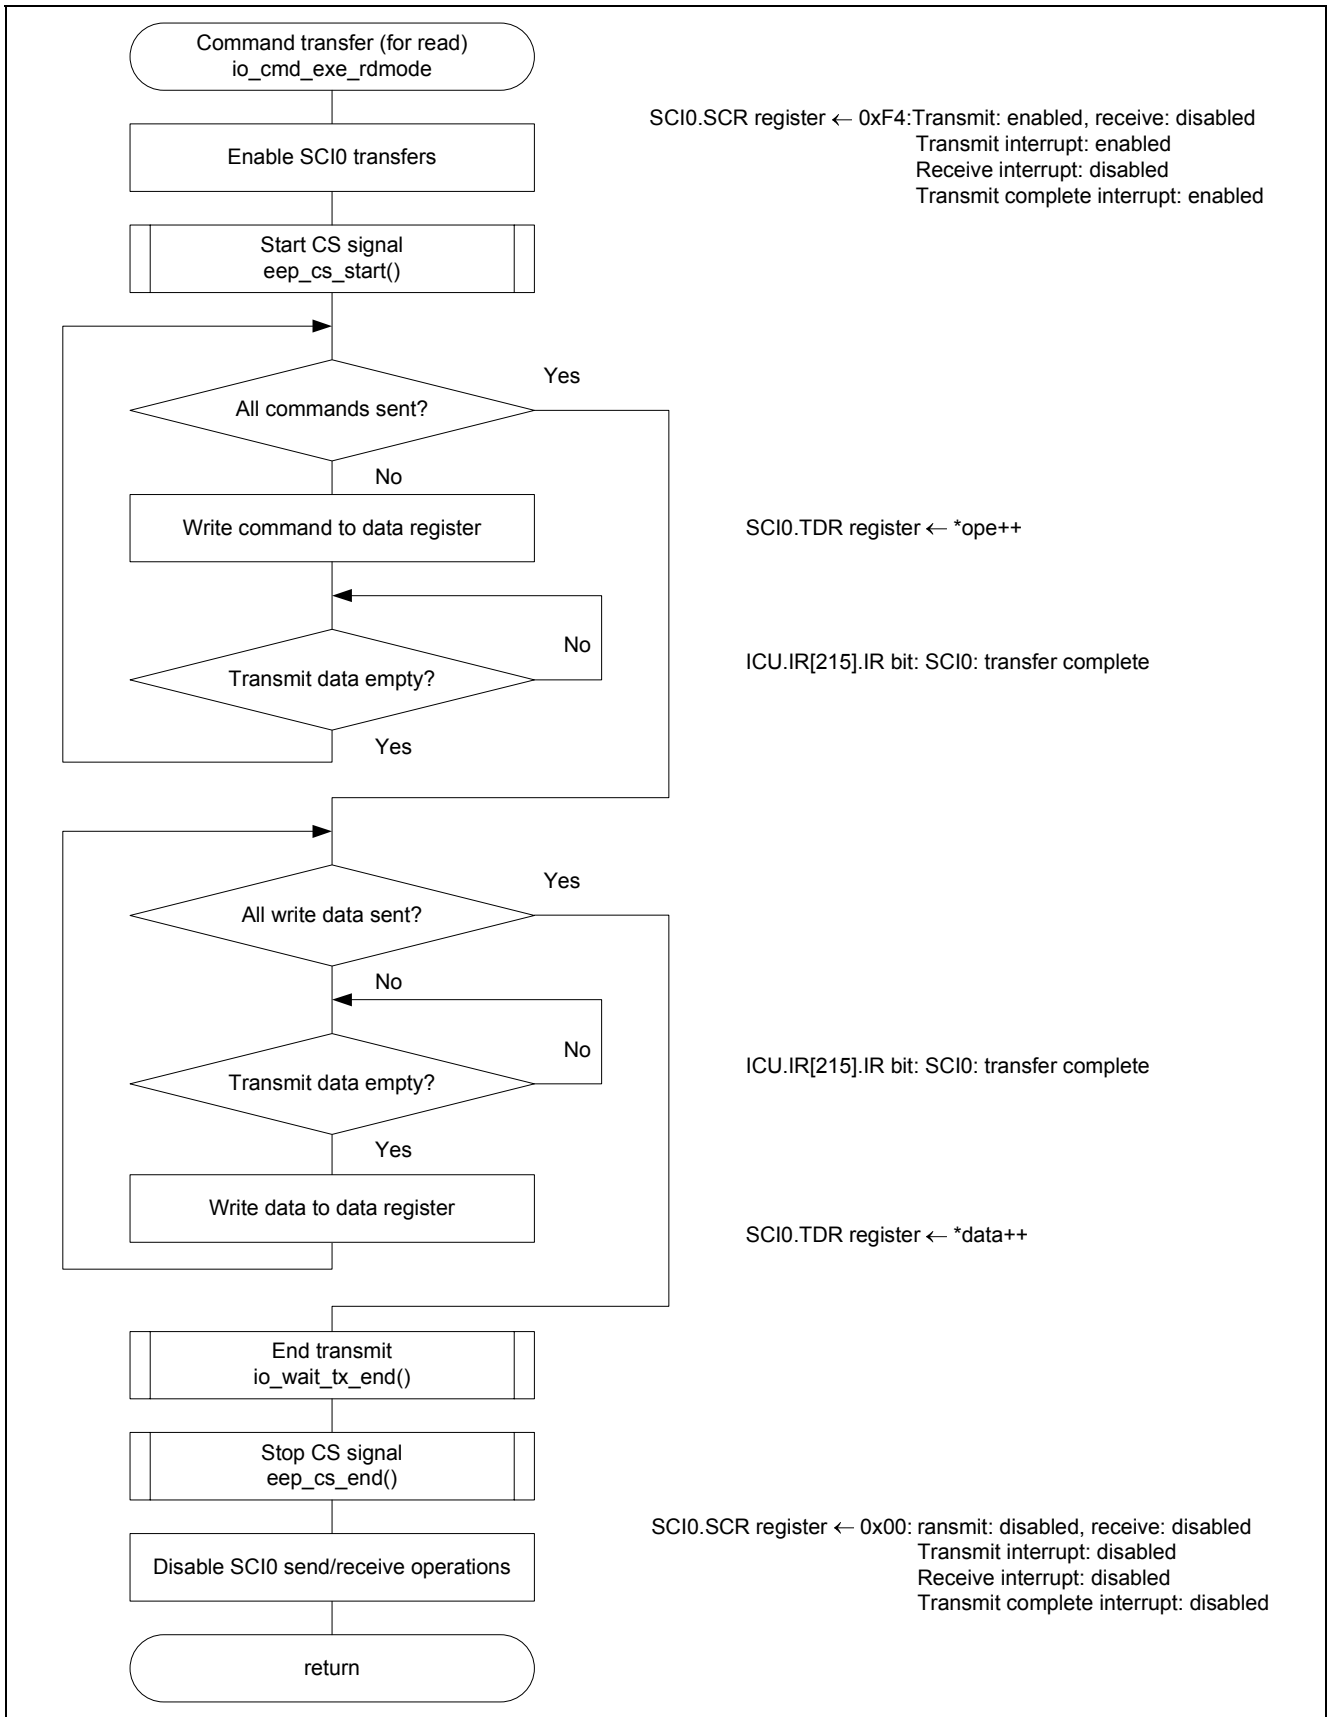 Command transfer (for read)
io_cmd_exe_rdmode
SCI0.SCR register ← 0xF4:Transmit: enabled, receive: disabled
Transmit interrupt: enabled
Receive interrupt: disabled
Transmit complete interrupt: enabled
Enable SCI0 transfers
Start CS signal
eep_cs_start()
Yes
All commands sent?
No
Write command to data register
SCI0.TDR register ← *ope++
No
Transmit data empty?
ICU.IR[215].IR bit: SCI0: transfer complete
Yes
Yes
All write data sent?
No
No
Transmit data empty?
ICU.IR[215].IR bit: SCI0: transfer complete
Yes
Write data to data register
SCI0.TDR register ← *data++
End transmit
io_wait_tx_end()
Stop CS signal
eep_cs_end()
SCI0.SCR register ← 0x00: ransmit: disabled, receive: disabled
Transmit interrupt: disabled
Receive interrupt: disabled
Transmit complete interrupt: disabled
Disable SCI0 send/receive operations
return